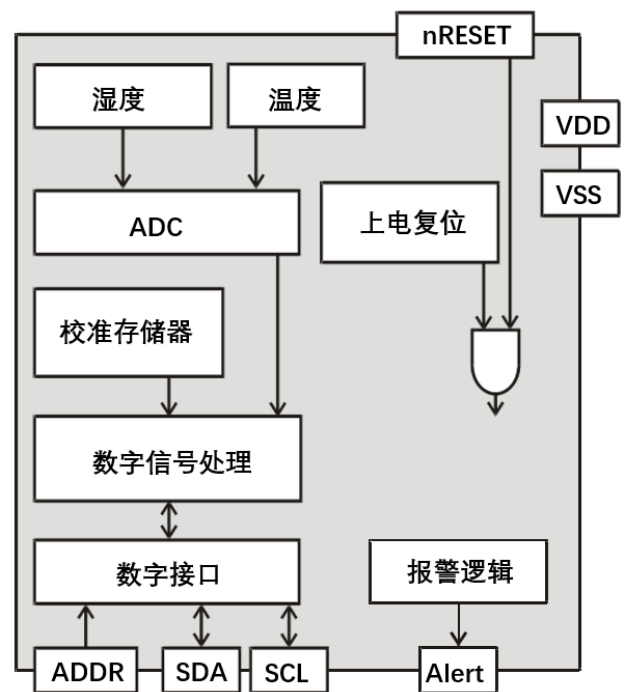 nRESET
湿度
温度
VDD
ADC
上电复位
VSS
校准存储器
数字信号处理
数字接口
报警逻辑
ADDR
SDA
SCL
Alert